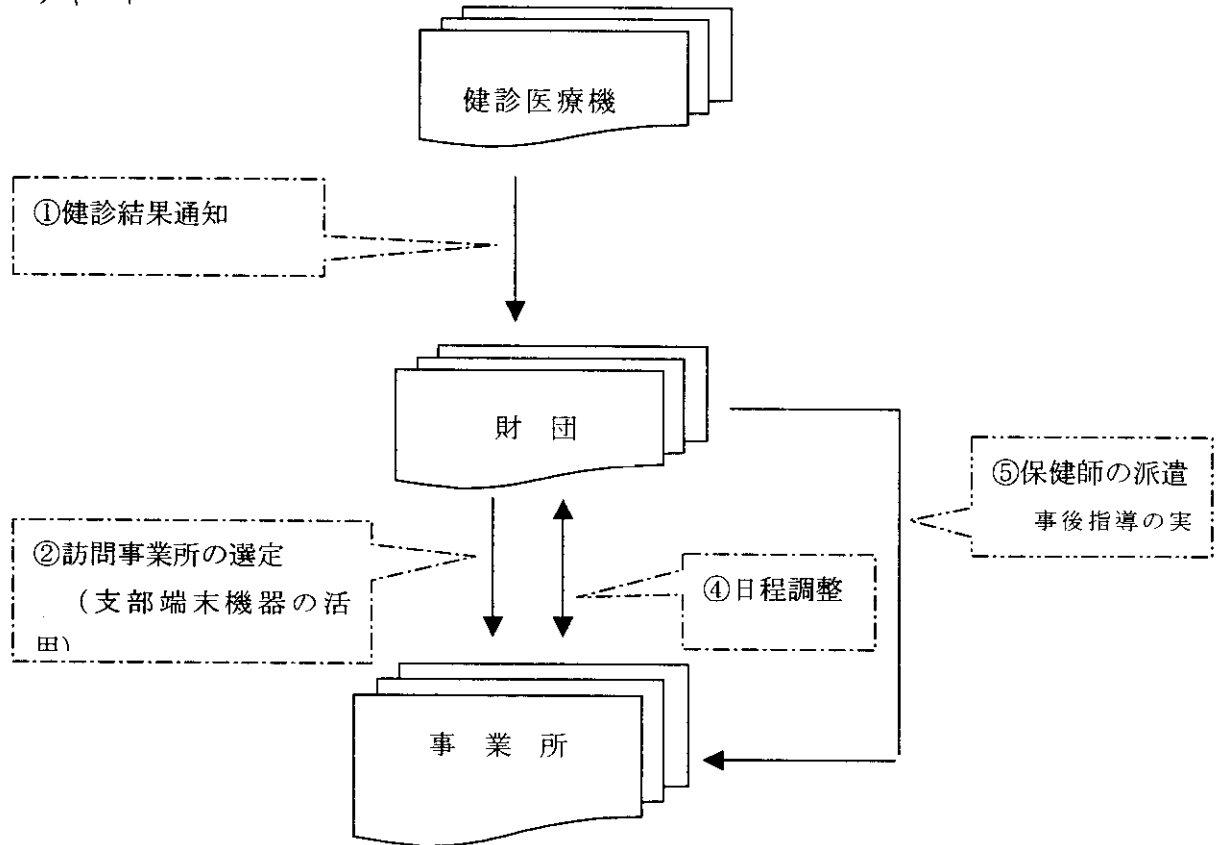 健診医療機
①健診結果通知
財　団
⑤保健師の派遣
事後指導の実
②訪問事業所の選定
（支部端末機器の活
④日程調整
事　業　所